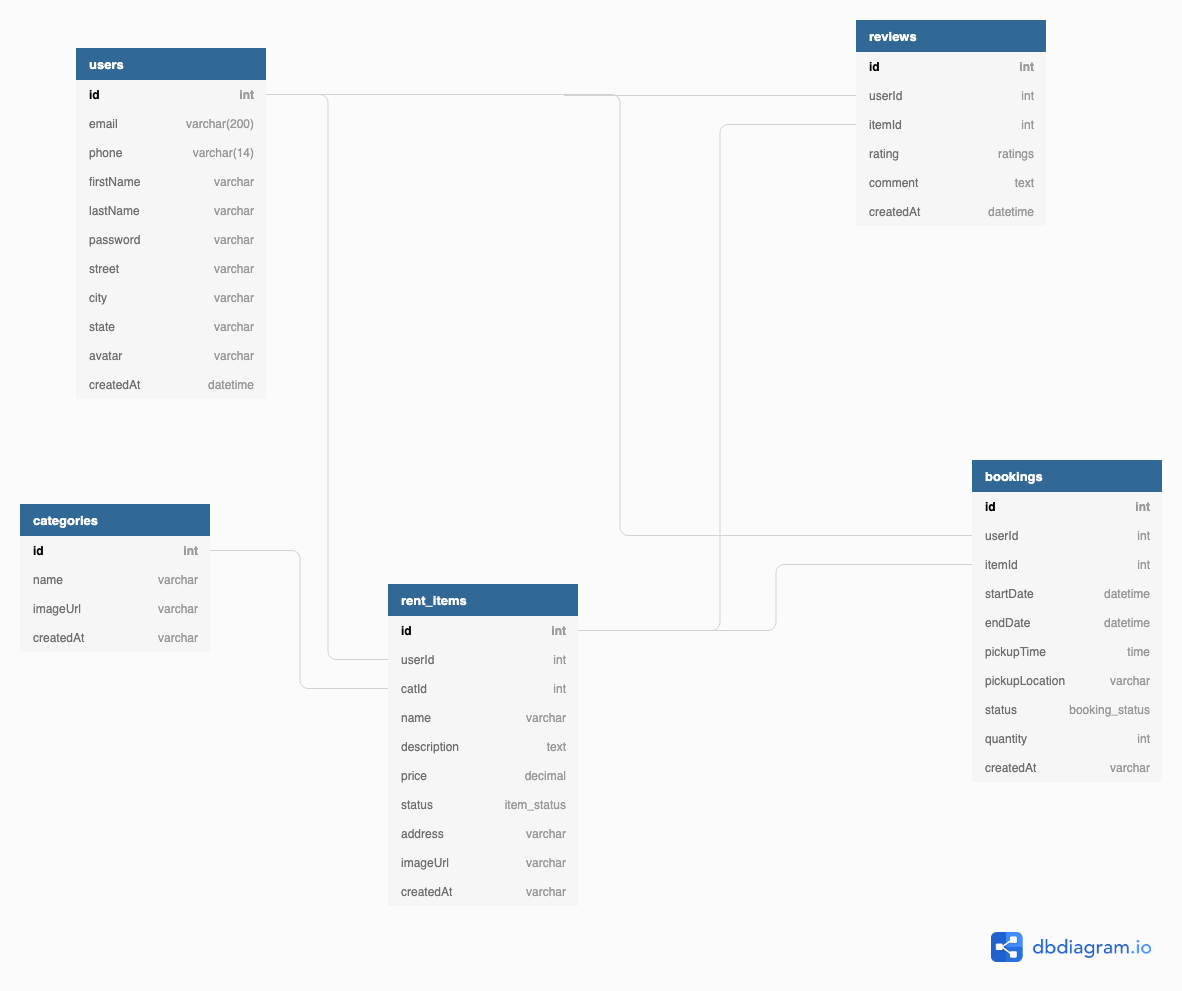 users
id int
email varchar(200)
phone varchar(14)
firstName varchar
lastName varchar
password varchar
street varchar
city varchar
state varchar
avatar varchar
createdAt datetime
reviews
id int
userId int
itemId int
rating ratings
comment text
createdAt datetime
categories
id int
name varchar
imageUrl varchar
createdAt varchar
rent_items
id int
userId int
catId int
name varchar
description text
price decimal
status item_status
address varchar
imageUrl varchar
createdAt varchar
bookings
id int
userId int
itemId int
startDate datetime
endDate datetime
pickupTime time
pickupLocation varchar
status booking_status
quantity int
createdAt varchar
dbdiagram.io